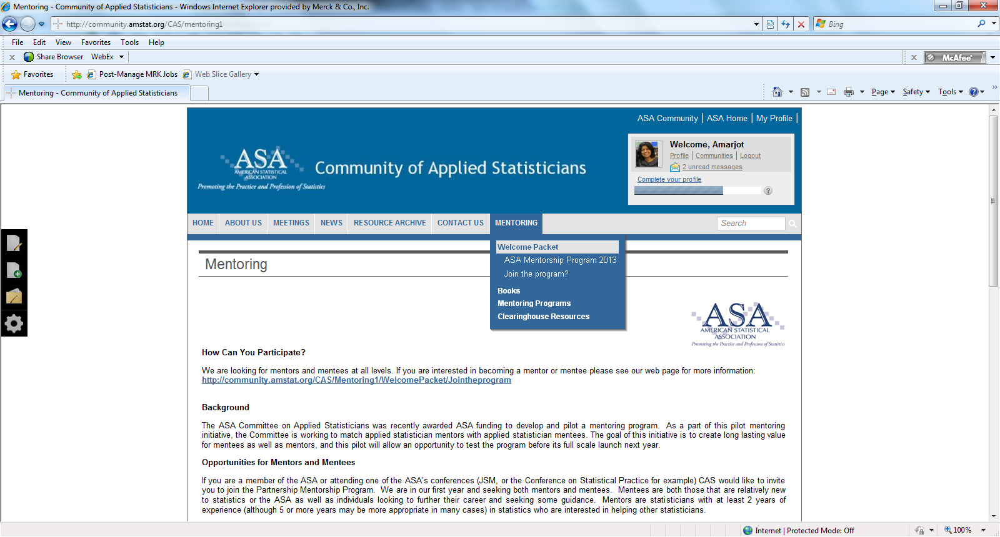 Mentoring - Community of Applied Statisticians - Windows Internet Explorer provided by Merck & Co., Inc.
http://community.amstat.org/CAS/mentoring1
Bing
File Edit View Favorites Tools Help
x Share Browser WebEx
x McAfee
Favorites Post-Manage MRK Jobs Web Slice Gallery
Mentoring - Community of Applied Statisticians
Page Safety Tools
ASA Community | ASA Home | My Profile |
Welcome, Amarjot
Profile | Communities | Logout
2 unread messages
Complete your profile
?
ASA
AMERICAN STATISTICAL
ASSOCIATION
Promoting the Practice and Profession of Statistics
Community of Applied Statisticians
HOME ABOUT US MEETINGS NEWS RESOURCE ARCHIVE CONTACT US MENTORING
Search
Welcome Packet
ASA Mentorship Program 2013
Join the program?
Books
Mentoring Programs
Clearinghouse Resources
Mentoring
ASA
AMERICAN STATISTICAL
ASSOCIATION
Promoting the Practice and Profession of Statistics
How Can You Participate?
We are looking for mentors and mentees at all levels. If you are interested in becoming a mentor or mentee please see our web page for more information:
http://community.amstat.org/CAS/Mentoring1/WelcomePacket/Jointheprogram
Background
The ASA Committee on Applied Statisticians was recently awarded ASA funding to develop and pilot a mentoring program. As a part of this pilot mentoring
initiative, the Committee is working to match applied statistician mentors with applied statistician mentees. The goal of this initiative is to create long lasting value
for mentees as well as mentors, and this pilot will allow an opportunity to test the program before its full scale launch next year.
Opportunities for Mentors and Mentees
If you are a member of the ASA or attending one of the ASA's conferences (JSM, or the Conference on Statistical Practice for example) CAS would like to invite
you to join the Partnership Mentorship Program. We are in our first year and seeking both mentors and mentees. Mentees are both those that are relatively new
to statistics or the ASA as well as individuals looking to further their career and seeking some guidance. Mentors are statisticians with at least 2 years of
experience (although 5 or more years may be more appropriate in many cases) in statistics who are interested in helping other statisticians.
Internet | Protected Mode: Off
100%